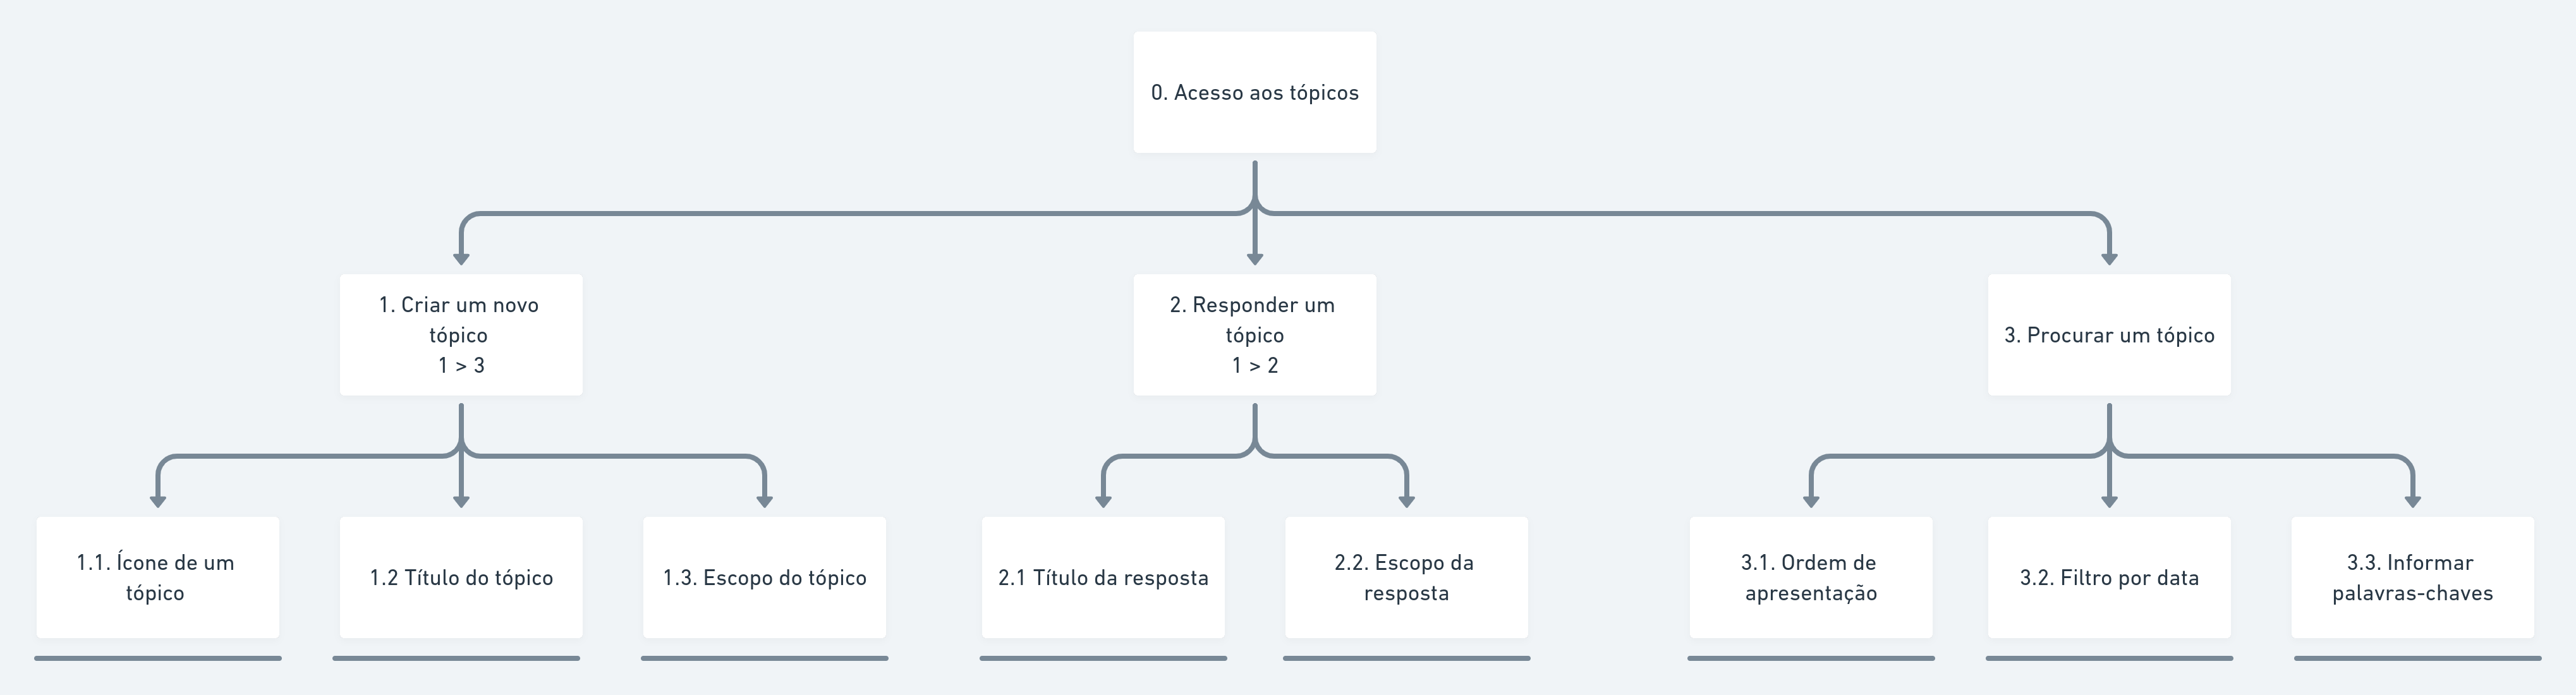 0. Acesso aos tópicos
1. Criar um novo
tópico
1 > 3
2. Responder um
tópico
1 > 2
3. Procurar um tópico
1.1. Ícone de um
tópico
1.2 Título do tópico
1.3. Escopo do tópico
2.1 Título da resposta
2.2. Escopo da
resposta
3.1. Ordem de
apresentação
3.2. Filtro por data
3.3. Informar
palavras-chaves